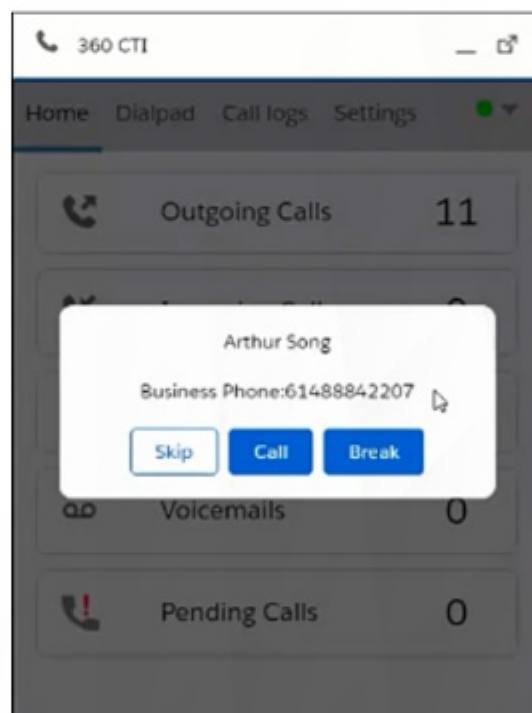 360 CTI
Home Dialpad Call logs Settings
Outgoing Calls 11
Arthur Song
Business Phone:61488842207
Skip Call Break
Voicemails 0
Pending Calls 0